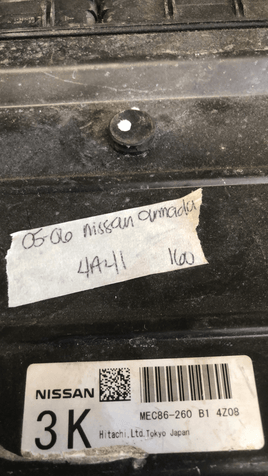 05-06 nissan armada
4A41 160
NISSAN
3K
MEC86-260 B1 4Z08
Hitachi,Ltd.Tokyo Japan